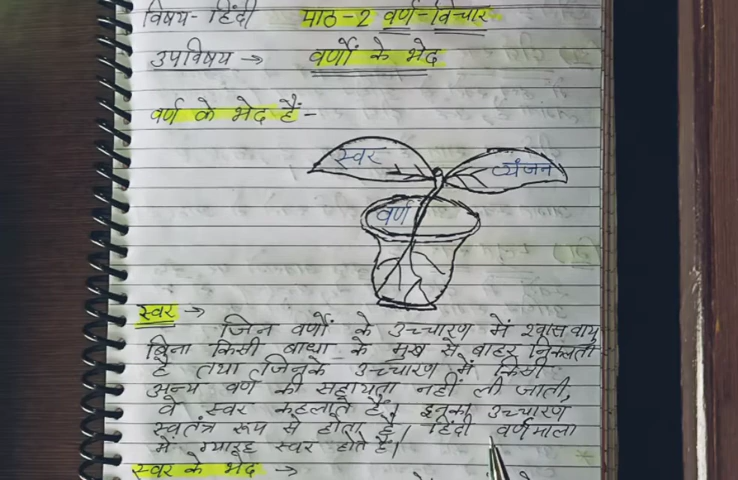 विषय- हिंदी पाठ-2 वर्ण-विचार
उपविषय → वर्णों के भेद
वर्ण के भेद हैं-
स्वर व्यंजन
वर्ण
स्वर →
जिन वर्णों के उच्चारण में श्वास वायु
बिना किसी बाधा के मुख से बाहर निकलती
है तथा जिनके उच्चारण में किसी
अन्य वर्ण की सहायता नहीं ली जाती,
वे स्वर कहलाते हैं। इनका उच्चारण
स्वतंत्र रूप से होता है। हिंदी वर्णमाला
में ग्यारह स्वर होते हैं।
स्वर के भेद →